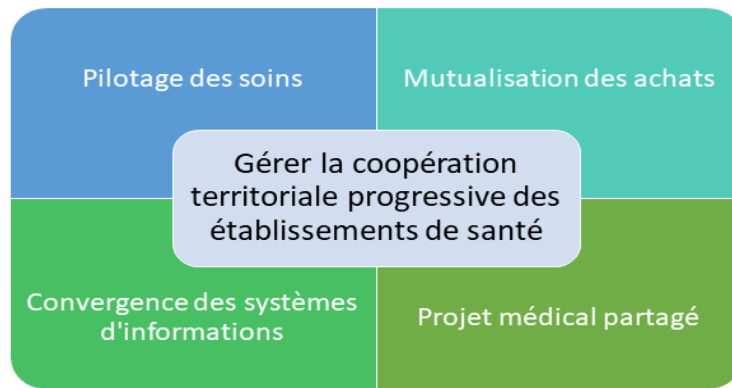 Pilotage des soins
Mutualisation des achats
Gérer la coopération
territoriale progressive des
établissements de santé
Convergence des systèmes
d'informations
Projet médical partagé